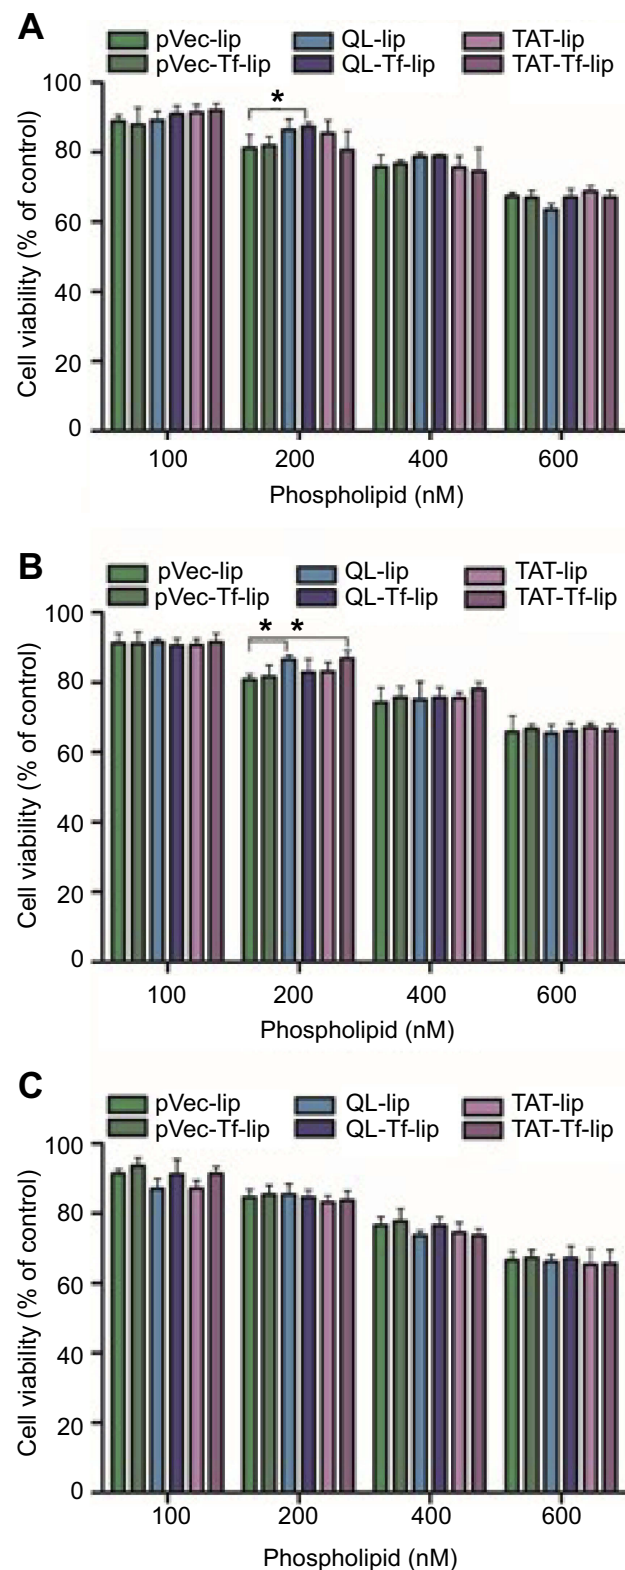 A
pVec-lip QL-lip TAT-lip
pVec-Tf-lip QL-Tf-lip TAT-Tf-lip
Cell viability (% of control)
100
80
60
40
20
0
*
100 200 400 600
Phospholipid (nM)
B
pVec-lip QL-lip TAT-lip
pVec-Tf-lip QL-Tf-lip TAT-Tf-lip
Cell viability (% of control)
100
80
60
40
20
0
* *
100 200 400 600
Phospholipid (nM)
C
pVec-lip QL-lip TAT-lip
pVec-Tf-lip QL-Tf-lip TAT-Tf-lip
Cell viability (% of control)
100
80
60
40
20
0
100 200 400 600
Phospholipid (nM)